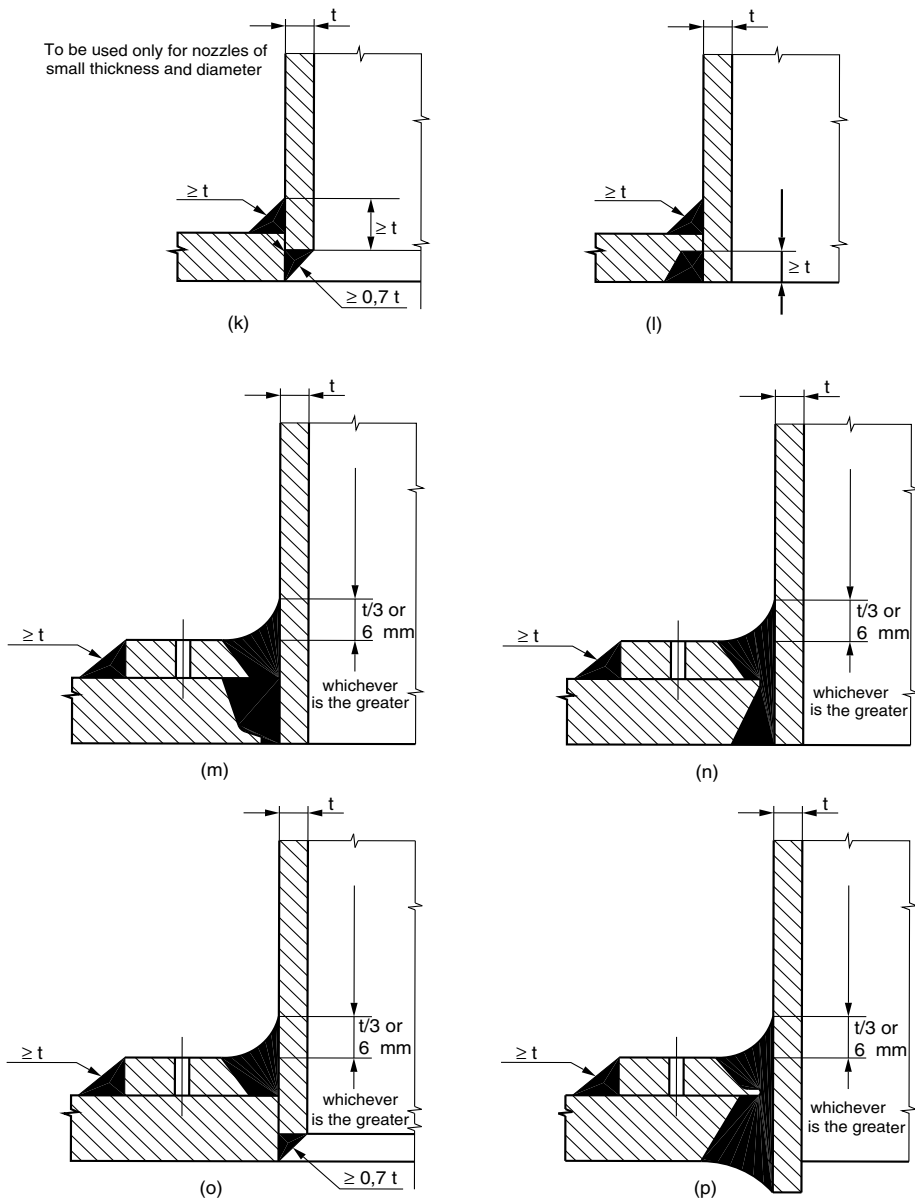 t
To be used only for nozzles of
small thickness and diameter
≥ t
≥ t
≥ 0,7 t
(k)
t
≥ t
≥ t
(l)
t
t/3 or
6 mm
≥ t
whichever
is the greater
(m)
t
t/3 or
6 mm
≥ t
whichever
is the greater
(n)
t
t/3 or
6 mm
≥ t
whichever
is the greater
≥ 0,7 t
(o)
t
t/3 or
6 mm
≥ t
whichever
is the greater
(p)